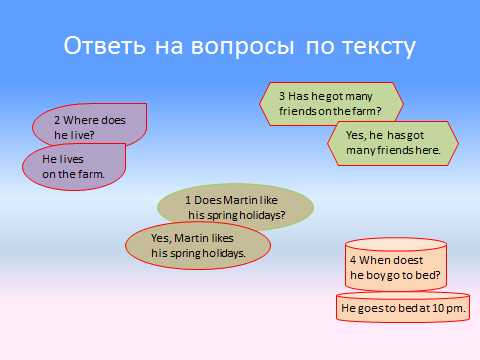 Ответь на вопросы по тексту
3 Has he got many
friends on the farm?
Yes, he has got
many friends here.
2 Where does
he live?
He lives
on the farm.
1 Does Martin like
his spring holidays?
Yes, Martin likes
his spring holidays.
4 When doest
he boy go to bed?
He goes to bed at 10 pm.